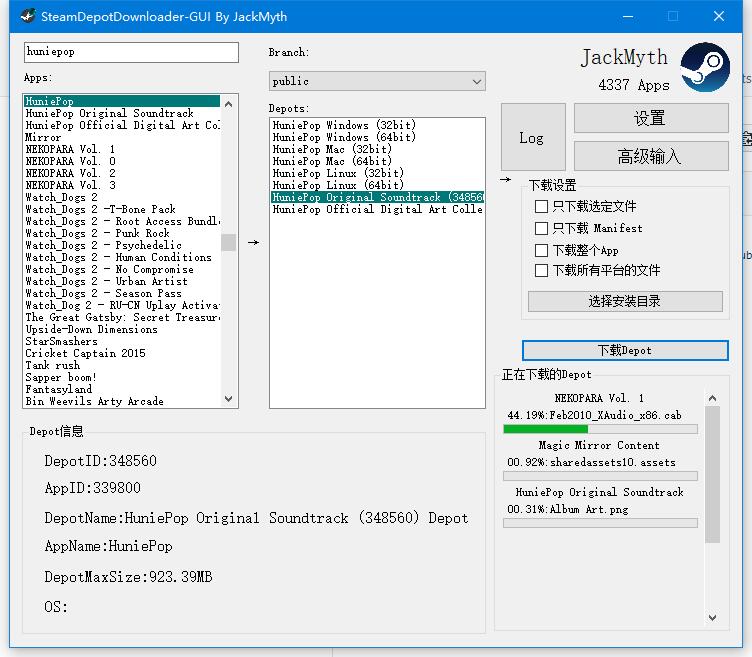 SteamDepotDownloader-GUI By JackMyth
huniepop
Apps:
HuniePop
HuniePop Original Soundtrack
HuniePop Official Digital Art Col
Mirror
NEKOPARA Vol. 1
NEKOPARA Vol. 0
NEKOPARA Vol. 2
NEKOPARA Vol. 3
Watch_Dogs 2
Watch_Dogs 2 -T-Bone Pack
Watch_Dogs 2 - Root Access Bundl
Watch_Dogs 2 - Punk Rock
Watch_Dogs 2 - Psychedelic
Watch_Dogs 2 - Human Conditions
Watch_Dogs 2 - No Compromise
Watch_Dogs 2 - Urban Artist
Watch_Dogs 2 - Season Pass
Watch_Dog 2 - RU-CN Uplay Activa
The Great Gatsby: Secret Treasur
Upside-Down Dimensions
StarSmashers
Cricket Captain 2015
Tank rush
Sapper boom!
Fantasyland
Bin Weevils Arty Arcade
→
Branch:
public
Depots:
HuniePop Windows (32bit)
HuniePop Windows (64bit)
HuniePop Mac (32bit)
HuniePop Mac (64bit)
HuniePop Linux (32bit)
HuniePop Linux (64bit)
HuniePop Original Soundtrack (34856
HuniePop Official Digital Art Colle
→
JackMyth
4337 Apps
Log
设置
高级输入
下载设置
只下载选定文件
只下载 Manifest
下载整个App
下载所有平台的文件
选择安装目录
下载Depot
正在下载的Depot
NEKOPARA Vol. 1
44.19%:Feb2010_XAudio_x86.cab
Magic Mirror Content
00.92%:sharedassets10.assets
HuniePop Original Soundtrack
00.31%:Album Art.png
Depot信息
DepotID:348560
AppID:339800
DepotName:HuniePop Original Soundtrack (348560) Depot
AppName:HuniePop
DepotMaxSize:923.39MB
OS: